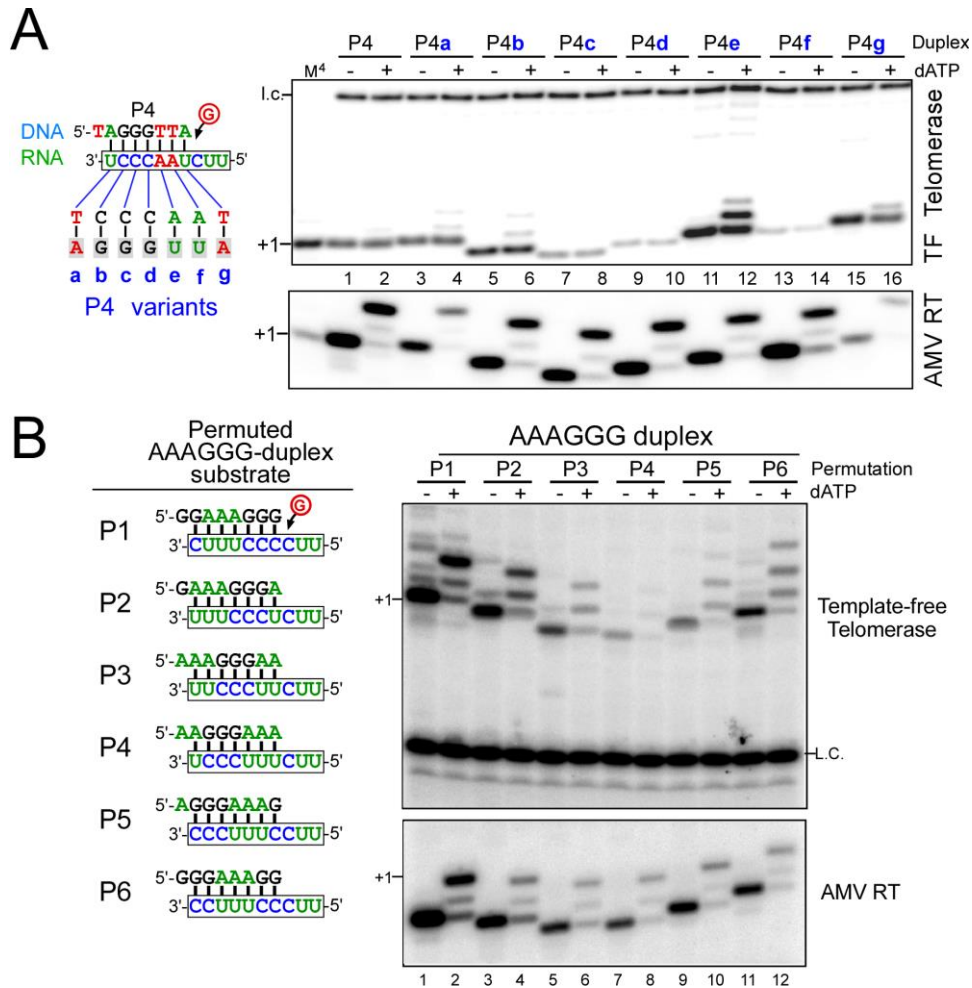 A
P4 P4a P4b P4c P4d P4e P4f P4g Duplex
M⁴ - + - + - + - + - + - + - + - + dATP
l.c.
+1
TF Telomerase
1 2 3 4 5 6 7 8 9 10 11 12 13 14 15 16
+1
AMV RT
P4
G
DNA 5'-TAGGGTTA
RNA 3'-UCCCAAUCUU-5'
T C C C A A T
A G G G U U A
a b c d e f g
P4 variants
B
Permuted
AAAGGG-duplex
substrate
G
P1 5'-GGAAAGGG
3'-CUUUCCCCUU-5'
P2 5'-GAAAGGGA
3'-UUUCCCUCUU-5'
P3 5'-AAAGGGAA
3'-UUCCCUUCUU-5'
P4 5'-AAGGGAAA
3'-UCCCUUUCUU-5'
P5 5'-AGGGAAAG
3'-CCCUUUCCUU-5'
P6 5'-GGGAAAGG
3'-CCUUUCCCUU-5'
AAAGGG duplex
P1 P2 P3 P4 P5 P6 Permutation
- + - + - + - + - + - + dATP
+1
Template-free
Telomerase
L.C.
+1
AMV RT
1 2 3 4 5 6 7 8 9 10 11 12